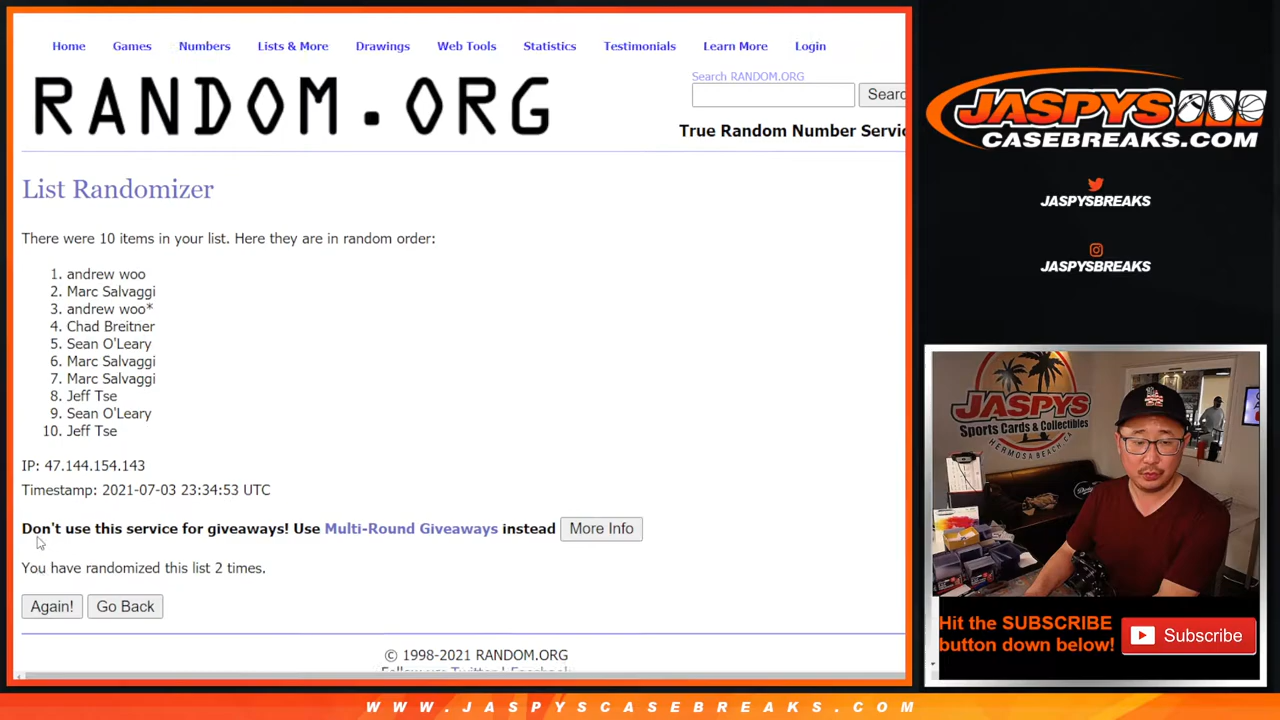 Home Games Numbers Lists & More Drawings Web Tools Statistics Testimonials Learn More Login
Search RANDOM.ORG
RANDOM.ORG
Searc
True Random Number Servic
List Randomizer
There were 10 items in your list. Here they are in random order:
1. andrew woo
2. Marc Salvaggi
3. andrew woo*
4. Chad Breitner
5. Sean O'Leary
6. Marc Salvaggi
7. Marc Salvaggi
8. Jeff Tse
9. Sean O'Leary
10. Jeff Tse
IP: 47.144.154.143
Timestamp: 2021-07-03 23:34:53 UTC
Don't use this service for giveaways! Use Multi-Round Giveaways instead More Info
You have randomized this list 2 times.
Again! Go Back
© 1998-2021 RANDOM.ORG
Follow us Twitter | Facebook
JASPYS
CASEBREAKS.COM
JASPYSBREAKS
JASPYSBREAKS
JASPYS
Sports Cards & Collectibles
HERMOSA BEACH, CA
Hit the SUBSCRIBE
button down below!
Subscribe
WWW.JASPYSCASEBREAKS.COM